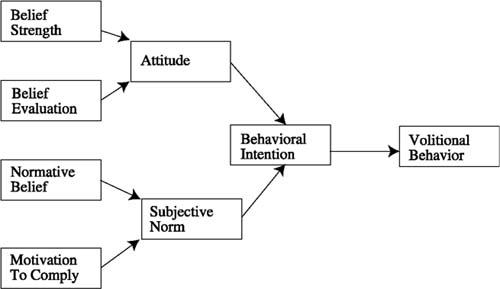 Belief
Strength
Attitude
Belief
Evaluation
Behavioral
Intention
Volitional
Behavior
Normative
Belief
Subjective
Norm
Motivation
To Comply